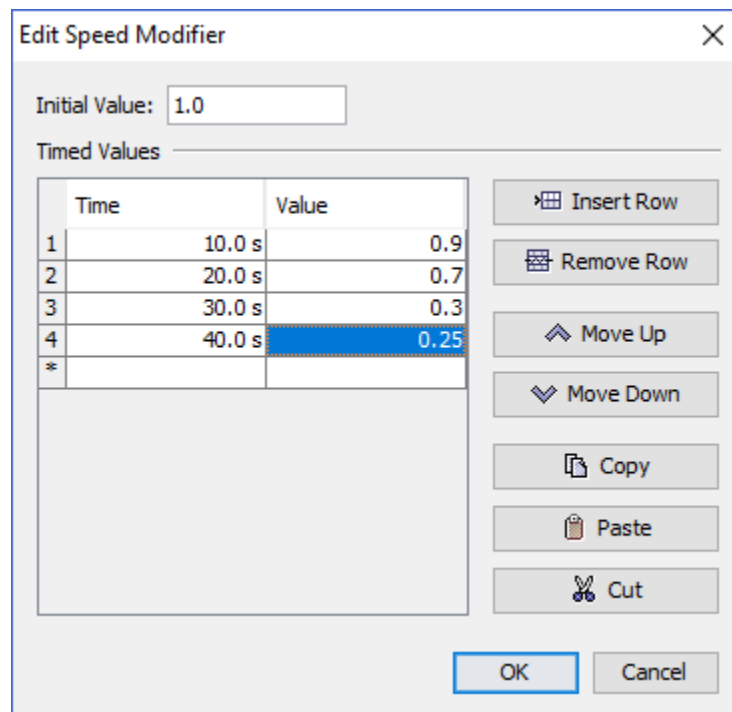 Edit Speed Modifier
Initial Value: 1.0
Timed Values
Time Value
1 10.0 s 0.9
2 20.0 s 0.7
3 30.0 s 0.3
4 40.0 s 0.25
*
Insert Row
Remove Row
Move Up
Move Down
Copy
Paste
Cut
OK Cancel